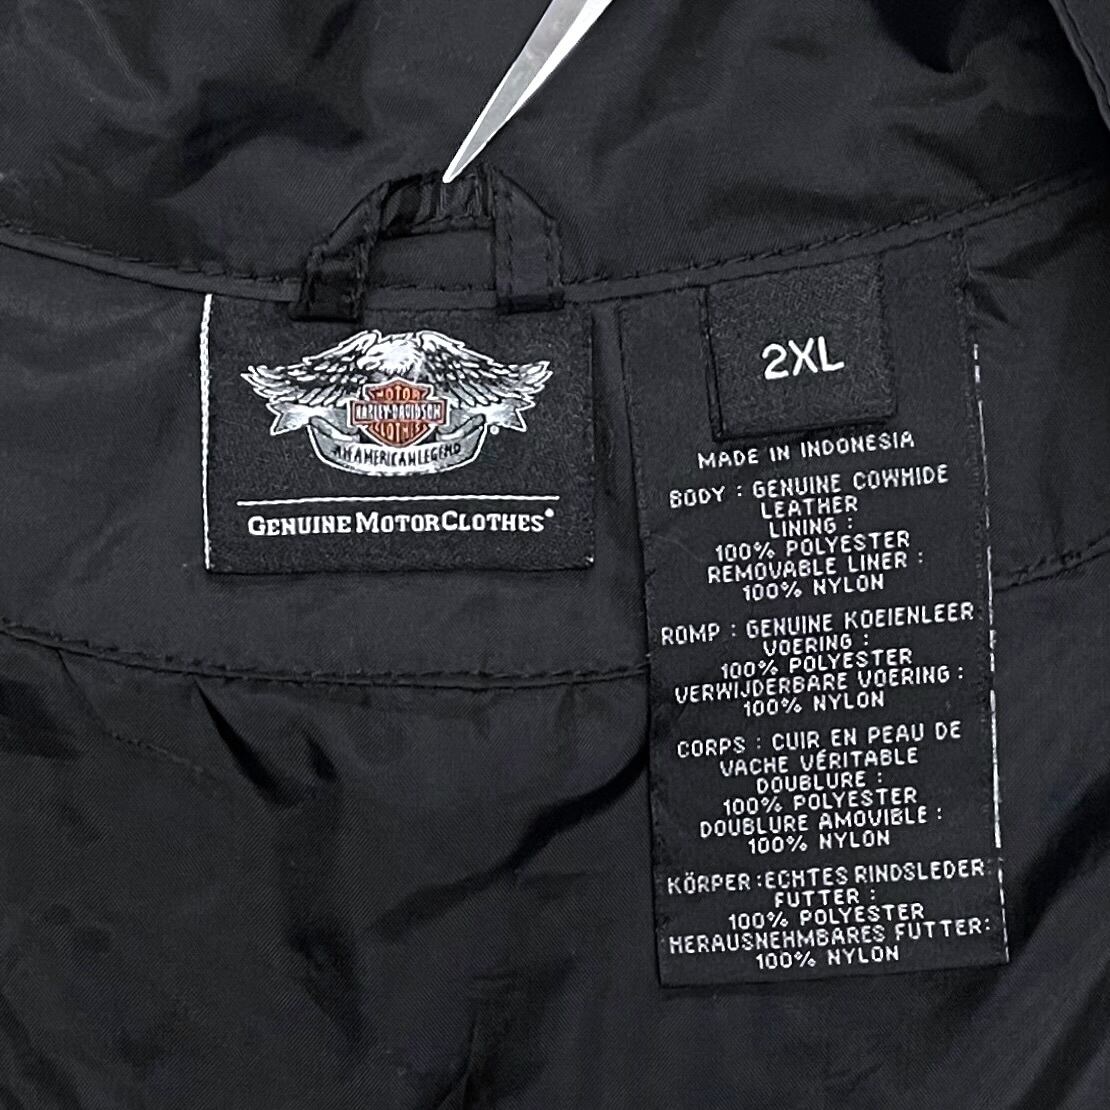 MOTOR
HARLEY-DAVIDSON
CLOTHES
AN AMERICAN LEGEND
®
GENUINE MOTORCLOTHES®
2XL
MADE IN INDONESIA
BODY : GENUINE COWHIDE
LEATHER
LINING :
100% POLYESTER
REMOVABLE LINER :
100% NYLON
ROMP : GENUINE KOEIENLEER
VOERING :
100% POLYESTER
VERWIJDERBARE VOERING :
100% NYLON
CORPS : CUIR EN PEAU DE
VACHE VÉRITABLE
DOUBLURE :
100% POLYESTER
DOUBLURE AMOVIBLE :
100% NYLON
KÖRPER :ECHTES RINDSLEDER
FUTTER :
100% POLYESTER
HERAUSNEHMBARES FUTTER:
100% NYLON